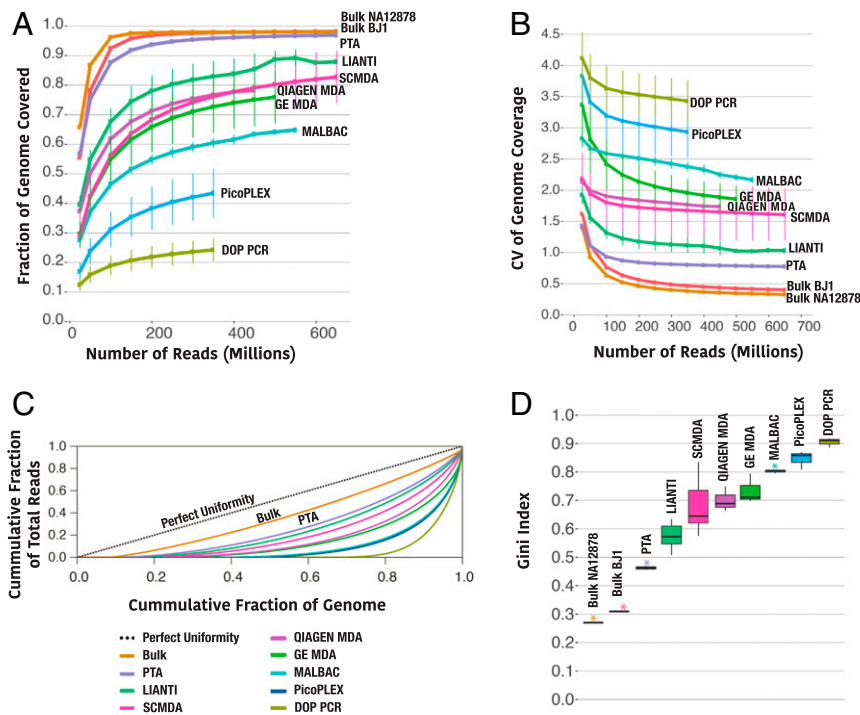 A
Fraction of Genome Covered
1.0
0.9
0.8
0.7
0.6
0.5
0.4
0.3
0.2
0.1
0.0
0
200
400
600
Number of Reads (Millions)
Bulk NA12878
Bulk BJ1
PTA
LIANTI
SCMDA
QIAGEN MDA
GE MDA
MALBAC
PicoPLEX
DOP PCR
B
CV of Genome Coverage
4.5
4.0
3.5
3.0
2.5
2.0
1.5
1.0
0.5
0.0
0
100
200
300
400
500
600
700
Number of Reads (Millions)
DOP PCR
PicoPLEX
MALBAC
GE MDA
QIAGEN MDA
SCMDA
LIANTI
PTA
Bulk BJ1
Bulk NA12878
C
Cummulative Fraction
of Total Reads
1.0
0.8
0.6
0.4
0.2
0.0
0.0
0.2
0.4
0.6
0.8
1.0
Perfect Uniformity
Bulk
PTA
Cummulative Fraction of Genome
Perfect Uniformity
Bulk
PTA
LIANTI
SCMDA
QIAGEN MDA
GE MDA
MALBAC
PicoPLEX
DOP PCR
D
Gini Index
1.0
0.9
0.8
0.7
0.6
0.5
0.4
0.3
0.2
0.1
0.0
Bulk NA12878
Bulk BJ1
PTA
LIANTI
SCMDA
QIAGEN MDA
GE MDA
MALBAC
PicoPLEX
DOP PCR